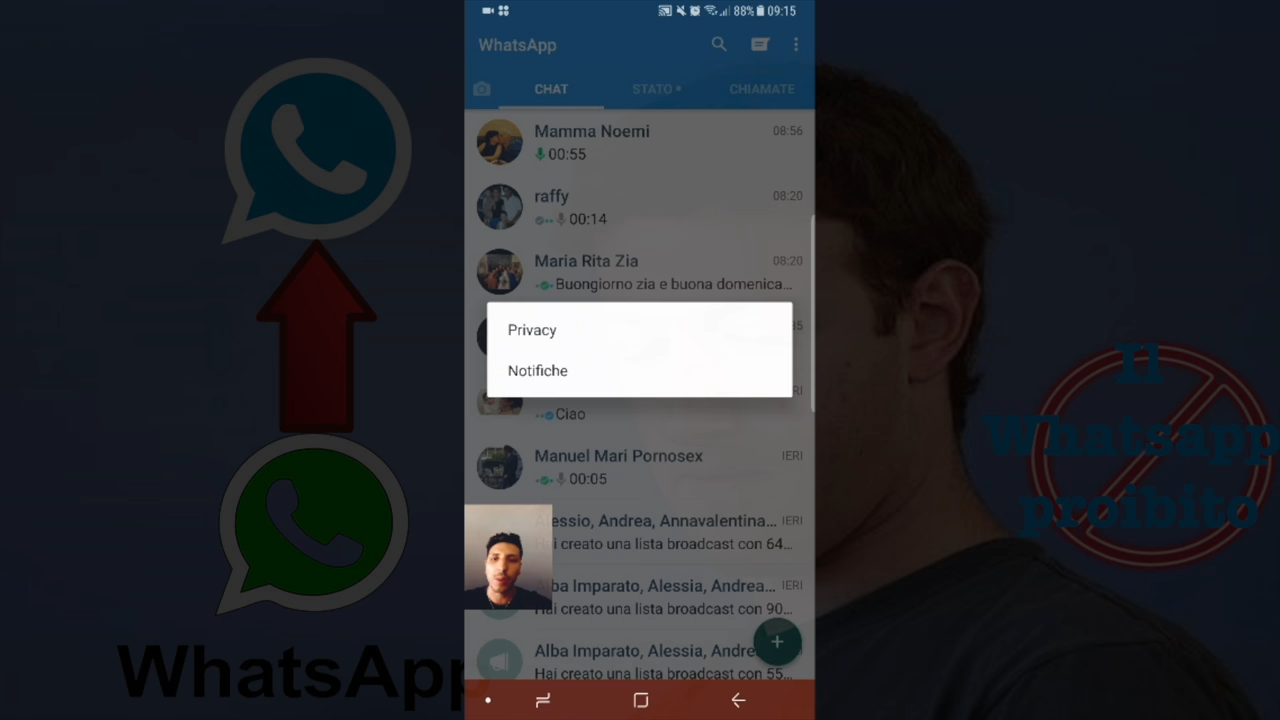 88% 09:15
WhatsApp
CHAT STATO CHIAMATE
Mamma Noemi 08:56
00:55
raffy 08:20
00:14
Maria Rita Zia 08:20
Buongiorno zia e buona domenica...
Privacy
Notifiche
Ciao
Manuel Mari Pornosex IERI
00:05
Alessio, Andrea, Annavalentina... IERI
Hai creato una lista broadcast con 64...
Alba Imparato, Alessia, Andrea... IERI
Hai creato una lista broadcast con 90...
Alba Imparato, Alessia, Andre
Hai creato una lista broadcast con 55...
WhatsApp
Il
Whatsapp
proibito